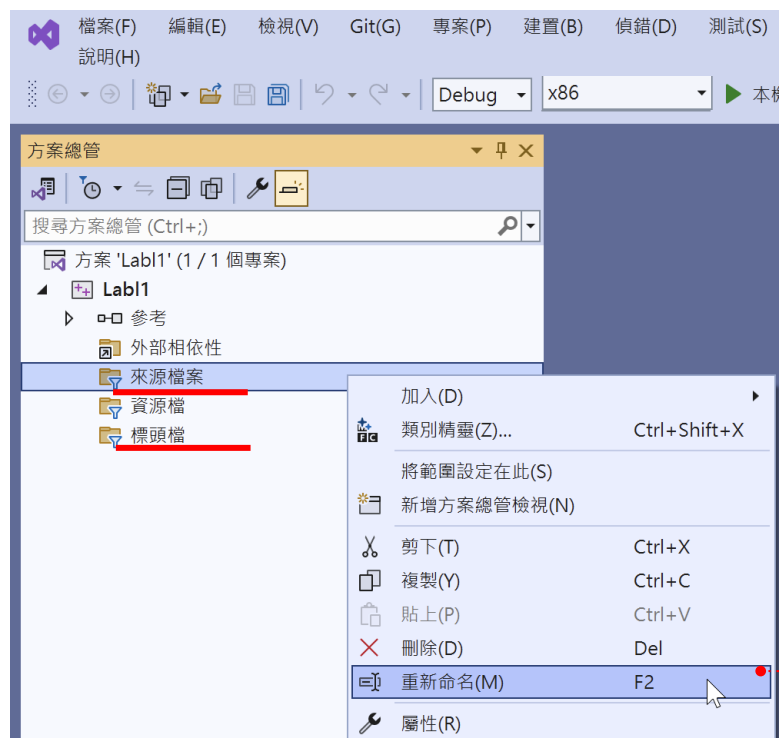 檔案(F) 編輯(E) 檢視(V) Git(G) 專案(P) 建置(B) 偵錯(D) 測試(S)
說明(H)
Debug x86 本機
方案總管
搜尋方案總管 (Ctrl+;)
方案 'Labl1' (1 / 1 個專案)
Labl1
參考
外部相依性
來源檔案
資源檔
標頭檔
加入(D)
類別精靈(Z)... Ctrl+Shift+X
將範圍設定在此(S)
新增方案總管檢視(N)
剪下(T) Ctrl+X
複製(Y) Ctrl+C
貼上(P) Ctrl+V
刪除(D) Del
重新命名(M) F2
屬性(R)